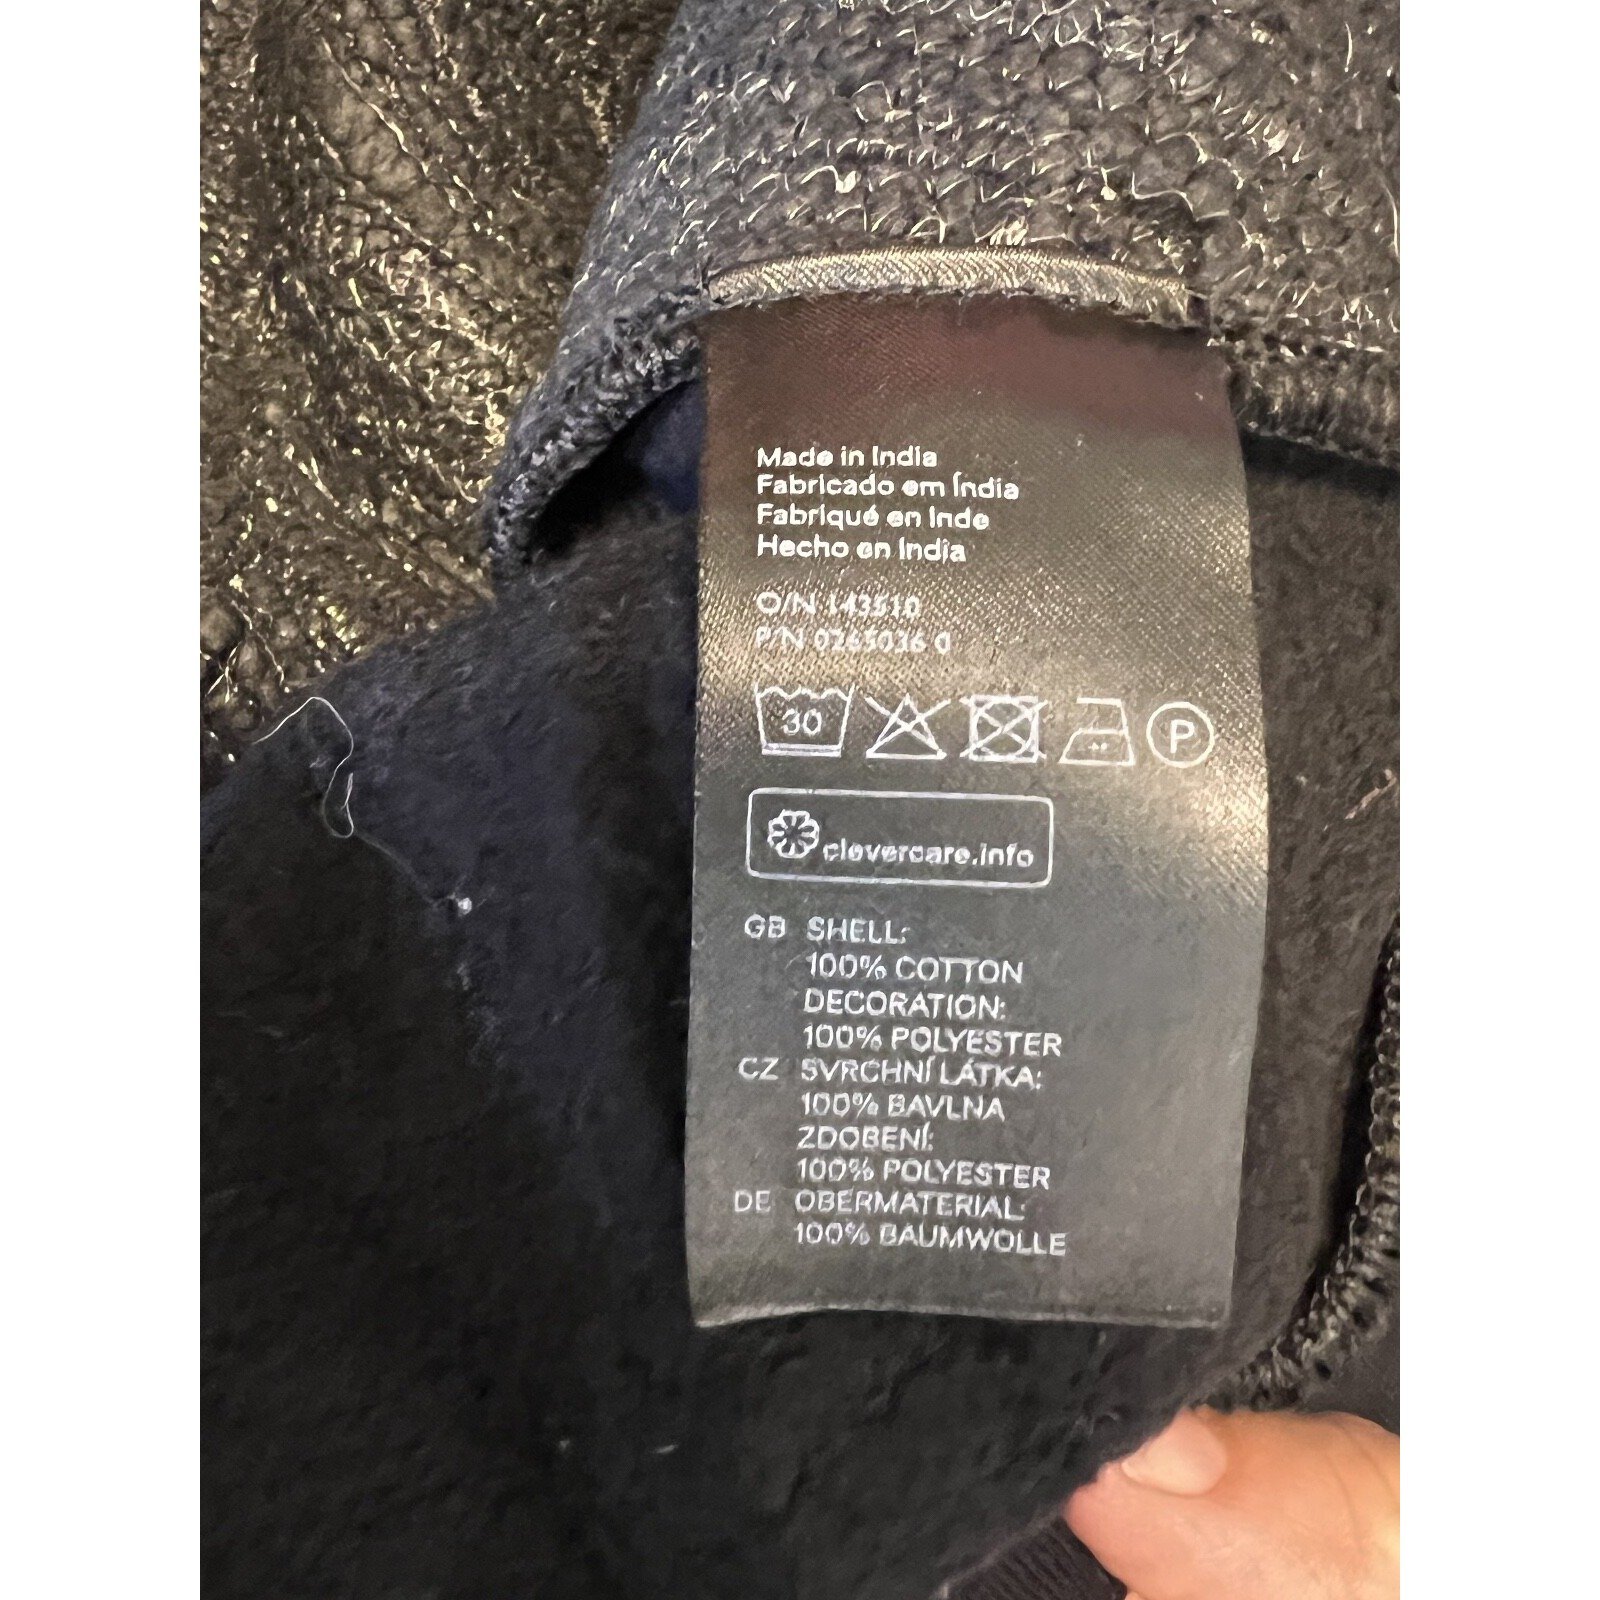 Made in India
Fabricado em Índia
Fabriqué en Inde
Hecho en India
O/N 143510
P/N 0265036 0
30
P
clevercare.info
GB SHELL:
100% COTTON
DECORATION:
100% POLYESTER
CZ SVRCHNÍ LÁTKA:
100% BAVLNA
ZDOBENÍ:
100% POLYESTER
DE OBERMATERIAL:
100% BAUMWOLLE